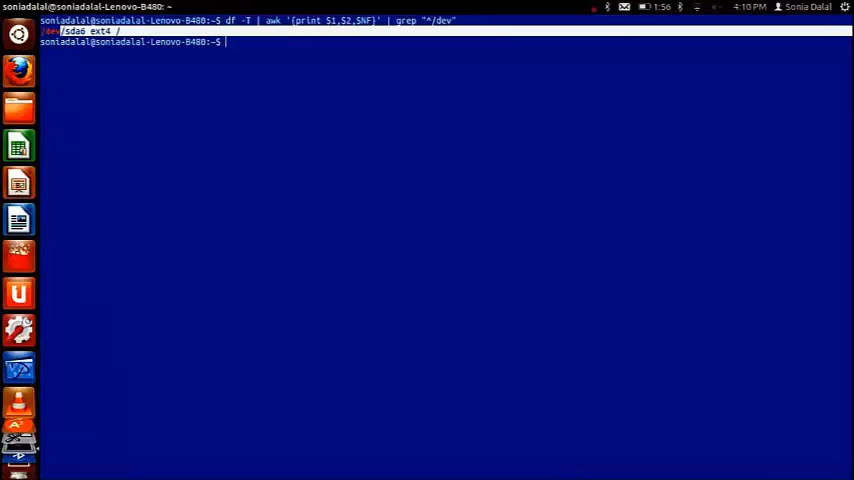 soniadalal@soniadalal-Lenovo-B480: ~
1:56
4:10 PM
Sonia Dalal
soniadalal@soniadalal-Lenovo-B480:~$ df -T | awk '{print $1,$2,$NF}' | grep "^/dev"
/dev/sda6 ext4 /
soniadalal@soniadalal-Lenovo-B480:~$